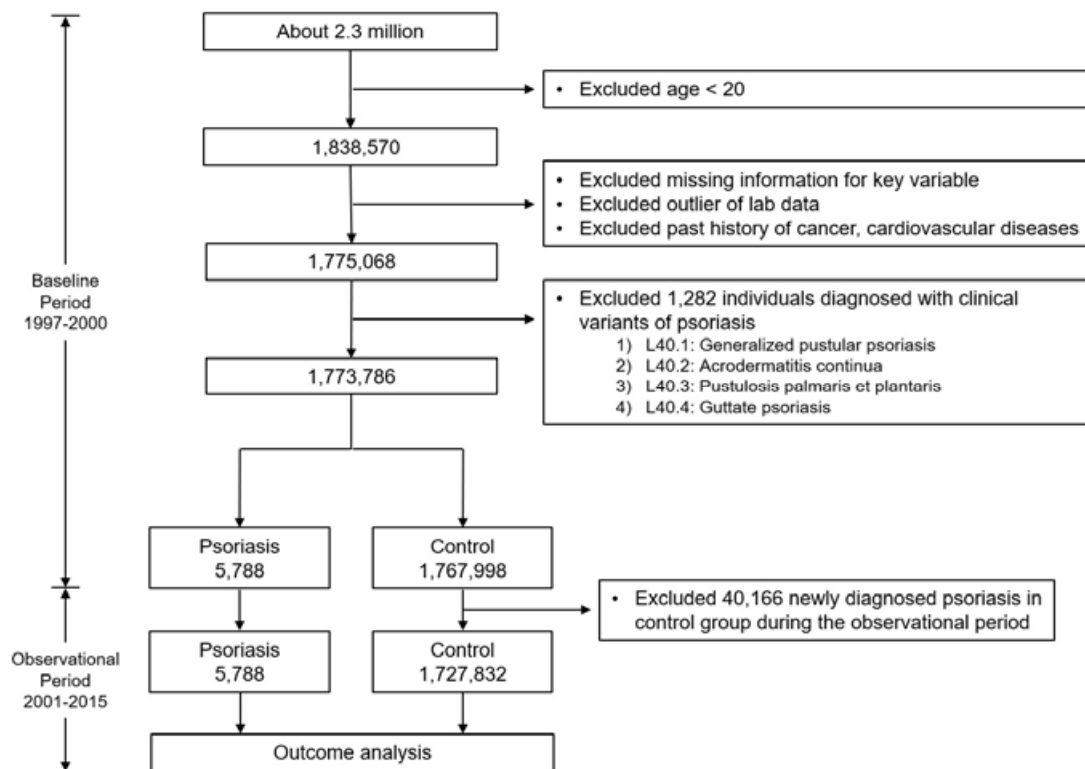 About 2.3 million
• Excluded age < 20
1,838,570
• Excluded missing information for key variable
• Excluded outlier of lab data
• Excluded past history of cancer, cardiovascular diseases
1,775,068
Baseline
Period
1997-2000
• Excluded 1,282 individuals diagnosed with clinical
variants of psoriasis
1) L40.1: Generalized pustular psoriasis
2) L40.2: Acrodermatitis continua
3) L40.3: Pustulosis palmaris et plantaris
4) L40.4: Guttate psoriasis
1,773,786
Psoriasis
5,788
Control
1,767,998
• Excluded 40,166 newly diagnosed psoriasis in
control group during the observational period
Observational
Period
2001-2015
Psoriasis
5,788
Control
1,727,832
Outcome analysis